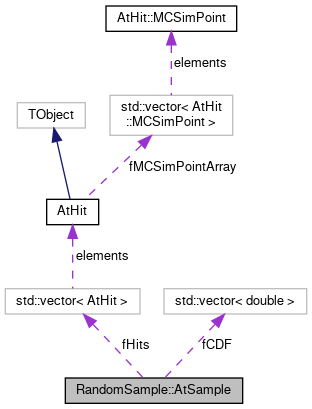 AtHit::MCSimPoint
elements
TObject
std::vector< AtHit
::MCSimPoint >
fMCSimPointArray
AtHit
elements
std::vector< AtHit >
std::vector< double >
fHits
fCDF
RandomSample::AtSample